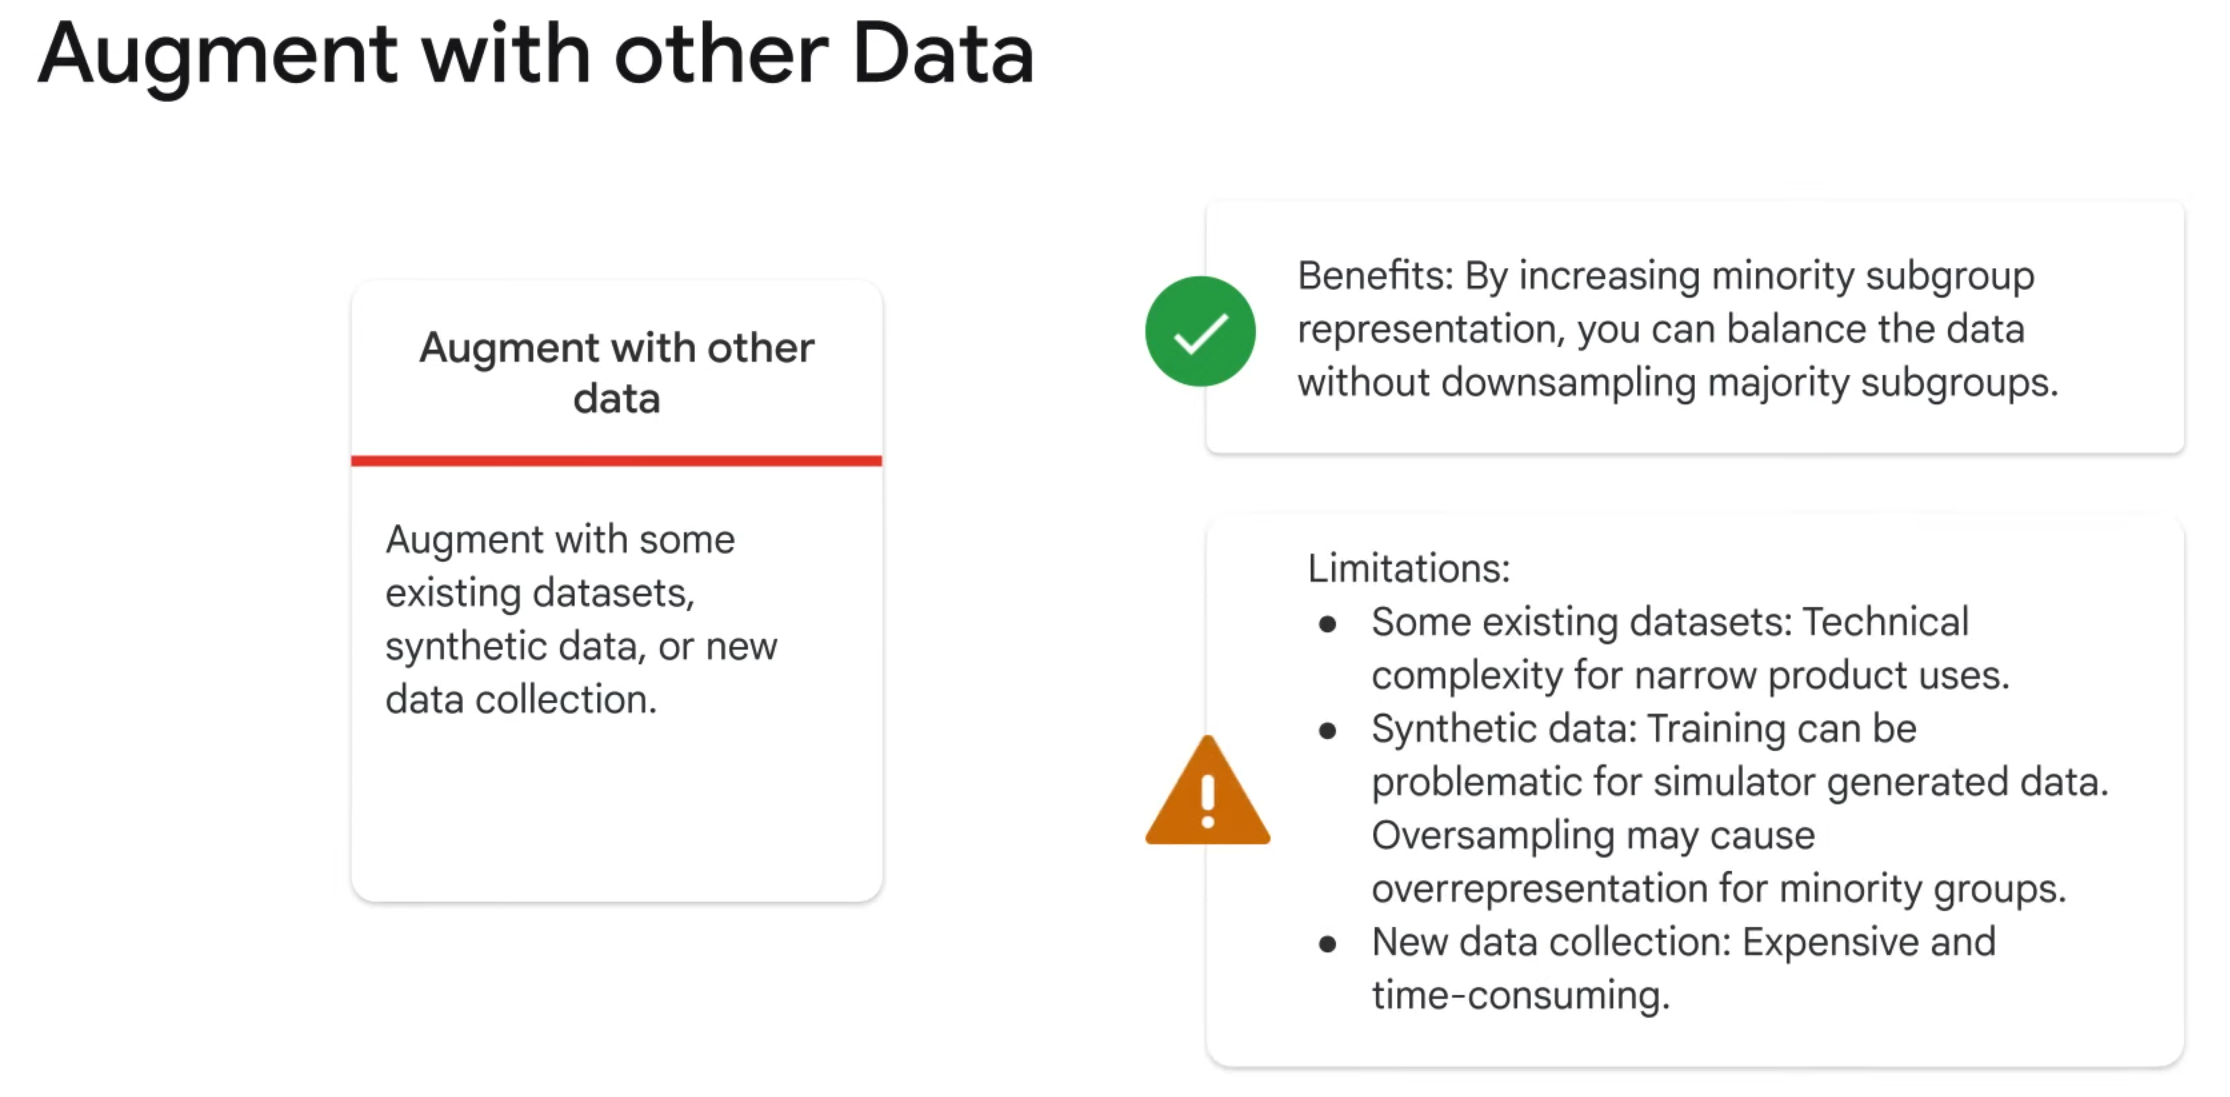 Augment with other Data
Augment with other
data
Augment with some
existing datasets,
synthetic data, or new
data collection.
Benefits: By increasing minority subgroup
representation, you can balance the data
without downsampling majority subgroups.
Limitations:
● Some existing datasets: Technical
complexity for narrow product uses.
● Synthetic data: Training can be
problematic for simulator generated data.
Oversampling may cause
overrepresentation for minority groups.
● New data collection: Expensive and
time-consuming.